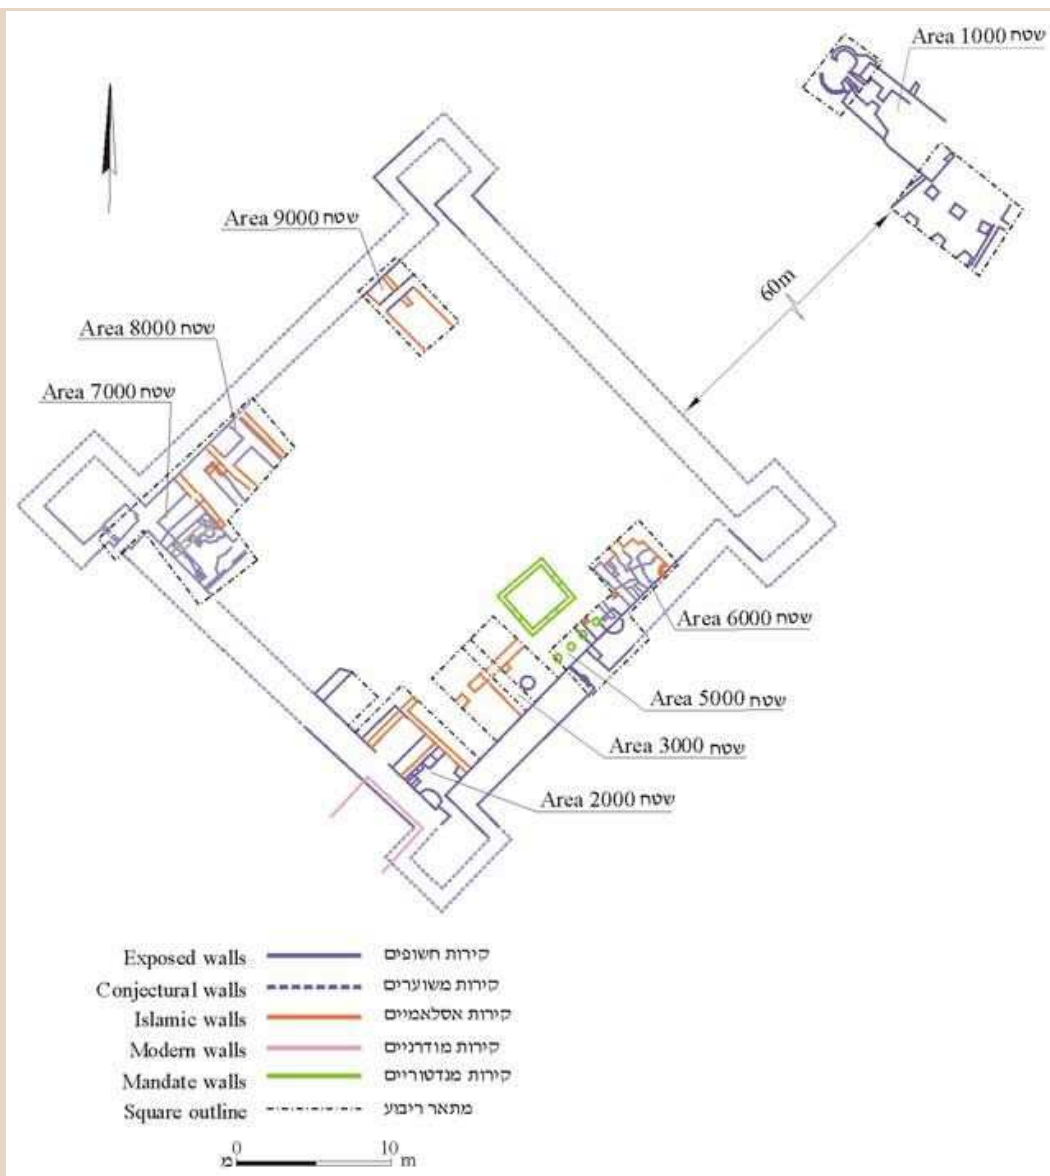 Area 1000 שטח
Area 9000 שטח
60m
Area 8000 שטח
Area 7000 שטח
Area 6000 שטח
Area 5000 שטח
Area 3000 שטח
Area 2000 שטח
Exposed walls קירות חשופים
Conjectural walls קירות משוערים
Islamic walls קירות אסלאמיים
Modern walls קירות מודרניים
Mandate walls קירות מנדטוריים
Square outline מתאר ריבוע
0 10
מ m